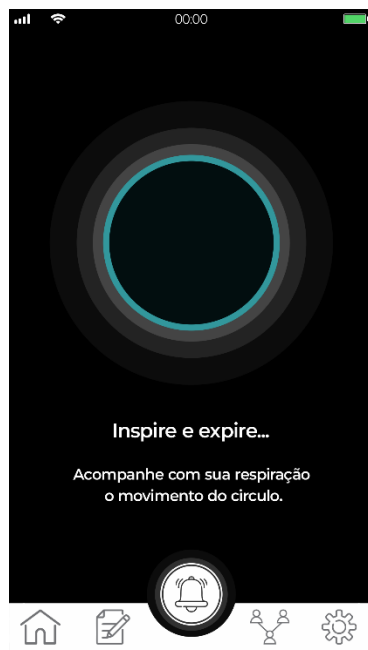 00:00
Inspire e expire...
Acompanhe com sua respiração
o movimento do circulo.